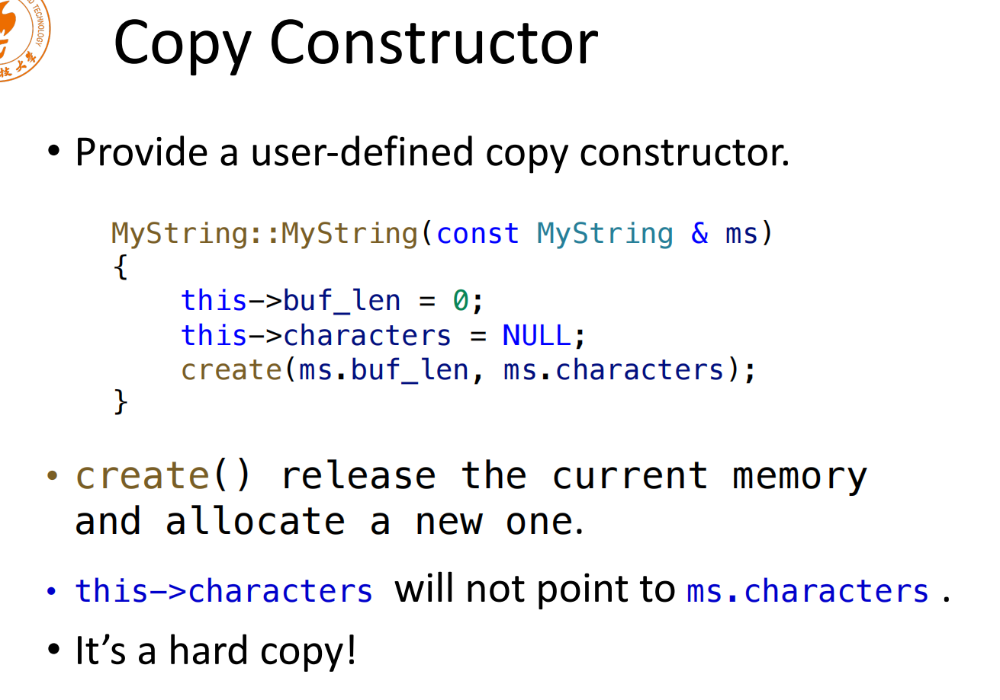 TECHNOLOGY
技大学
Copy Constructor
• Provide a user-defined copy constructor.
MyString::MyString(const MyString & ms)
{
    this->buf_len = 0;
    this->characters = NULL;
    create(ms.buf_len, ms.characters);
}
• create() release the current memory
and allocate a new one.
• this->characters will not point to ms.characters .
• It’s a hard copy!